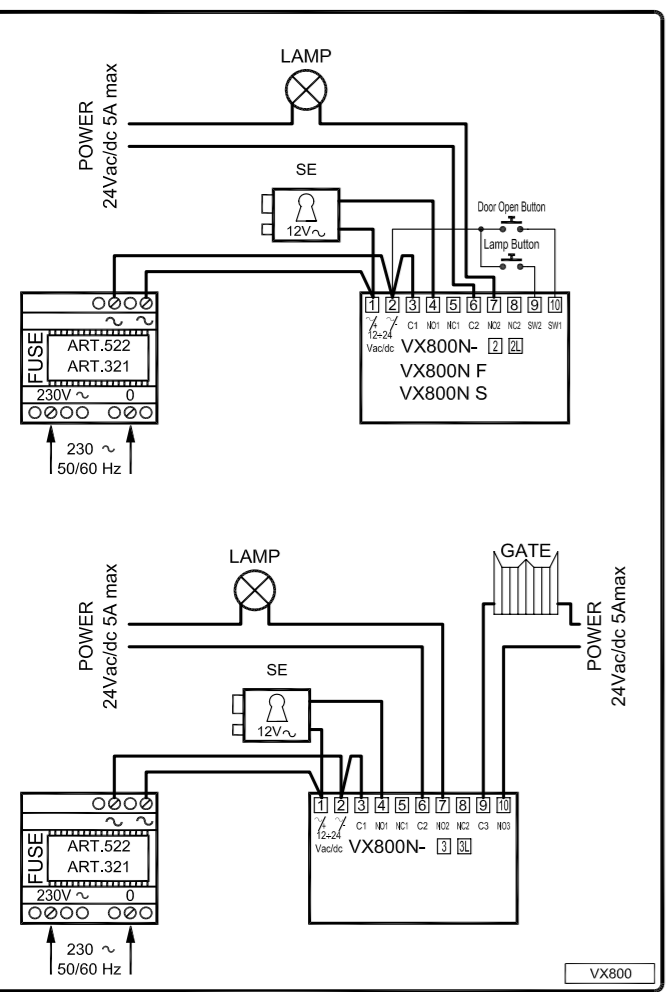 LAMP
POWER
24Vac/dc 5A max
SE
12V~
Door Open Button
Lamp Button
1 2 3 4 5 6 7 8 9 10
~/+ ~/- C1 NO1 NC1 C2 NO2 NC2 SW2 SW1
12÷24
Vac/dc
VX800N- 2 2L
VX800N F
VX800N S
~ ~
FUSE
ART.522
ART.321
230V ~ 0
230 ~
50/60 Hz
LAMP
GATE
POWER
24Vac/dc 5A max
POWER
24Vac/dc 5Amax
SE
12V~
1 2 3 4 5 6 7 8 9 10
~/+ ~/- C1 NO1 NC1 C2 NO2 NC2 C3 NO3
12÷24
Vac/dc
VX800N- 3 3L
~ ~
FUSE
ART.522
ART.321
230V ~ 0
230 ~
50/60 Hz
VX800